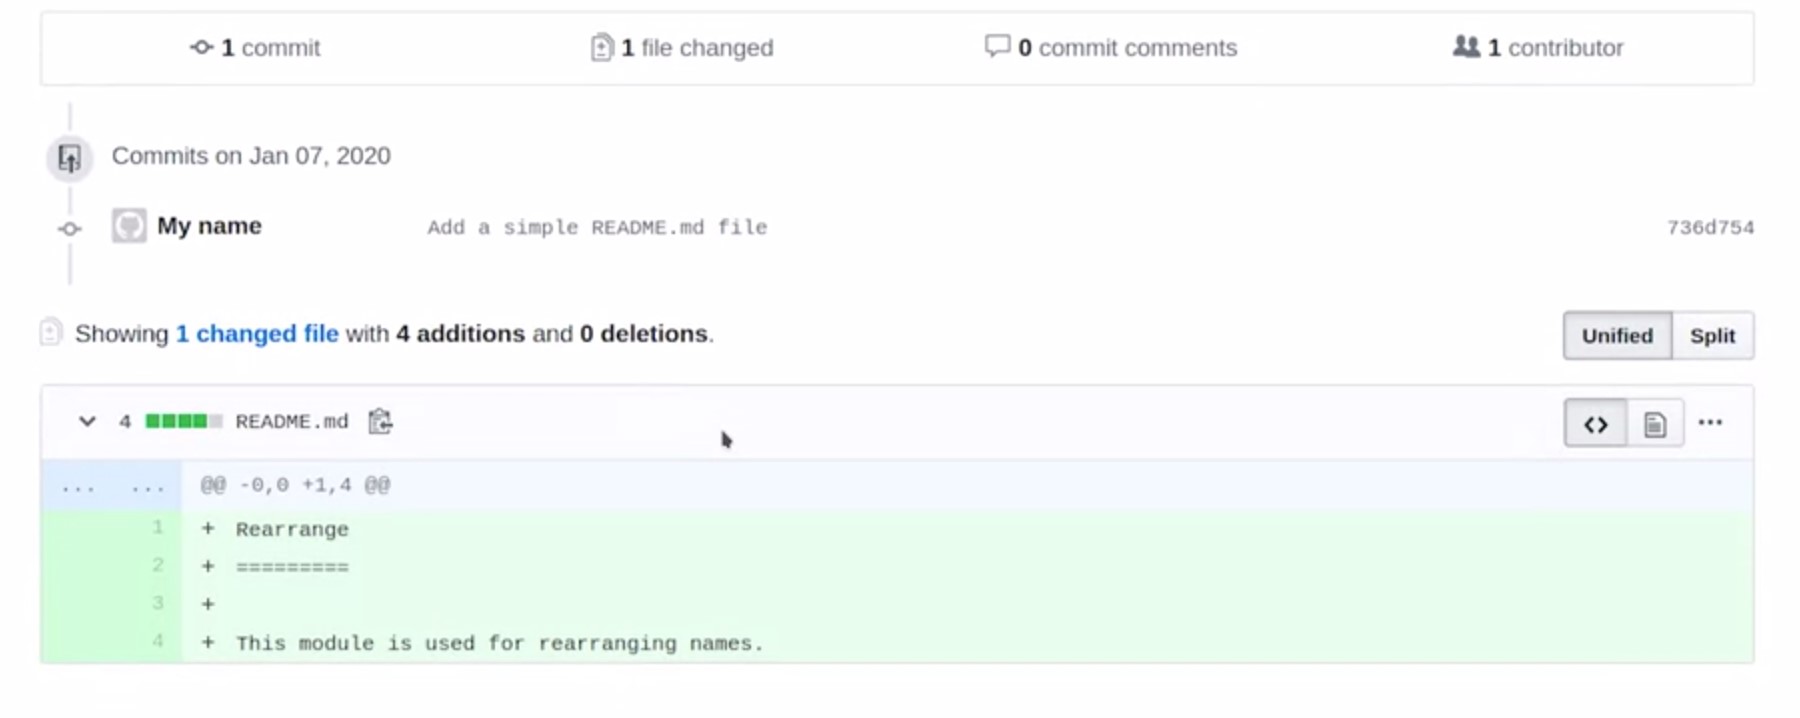 1 commit
1 file changed
0 commit comments
1 contributor
Commits on Jan 07, 2020
My name Add a simple README.md file 736d754
Showing 1 changed file with 4 additions and 0 deletions.
Unified Split
4 README.md
... ... @@ -0,0 +1,4 @@
1 + Rearrange
2 + =========
3 +
4 + This module is used for rearranging names.